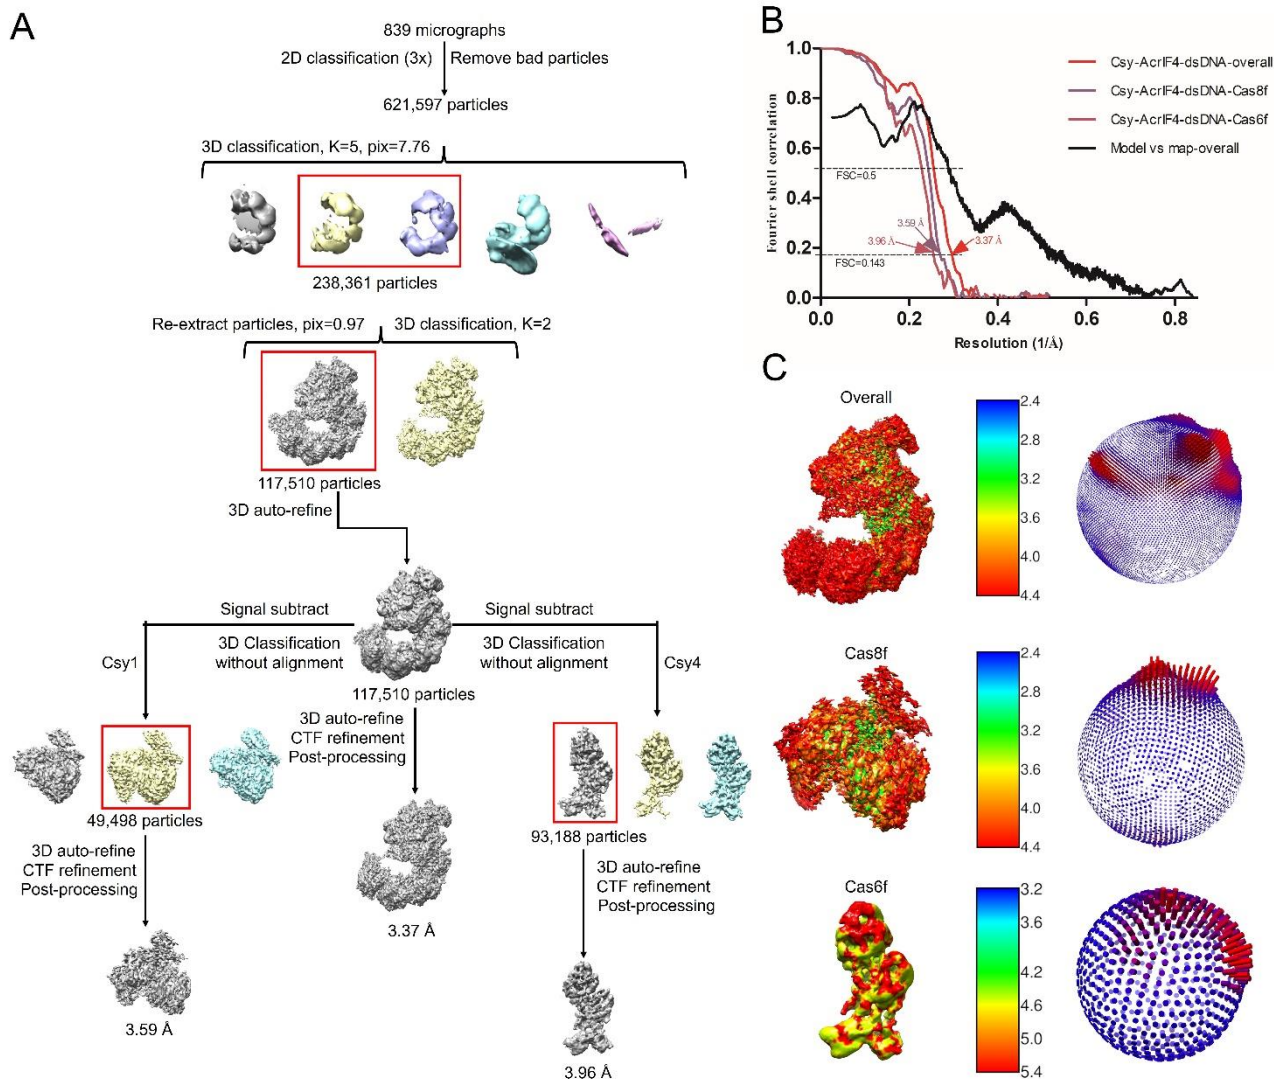 A
839 micrographs
2D classification (3x)
Remove bad particles
621,597 particles
3D classification, K=5, pix=7.76
238,361 particles
Re-extract particles, pix=0.97
3D classification, K=2
117,510 particles
3D auto-refine
Signal subtract
3D Classification
without alignment
Signal subtract
3D Classification
without alignment
Csy1
Csy4
117,510 particles
3D auto-refine
CTF refinement
Post-processing
49,498 particles
93,188 particles
3D auto-refine
CTF refinement
Post-processing
3D auto-refine
CTF refinement
Post-processing
3.37 Å
3.59 Å
3.96 Å
B
Fourier shell correlation
1.0
0.8
0.6
0.4
0.2
0.0
0.0
0.2
0.4
0.6
0.8
Resolution (1/Å)
FSC=0.5
FSC=0.143
3.59 Å
3.96 Å
3.37 Å
Csy-AcrIF4-dsDNA-overall
Csy-AcrIF4-dsDNA-Cas8f
Csy-AcrIF4-dsDNA-Cas6f
Model vs map-overall
C
Overall
2.4
2.8
3.2
3.6
4.0
4.4
Cas8f
2.4
2.8
3.2
3.6
4.0
4.4
Cas6f
3.2
3.6
4.2
4.6
5.0
5.4